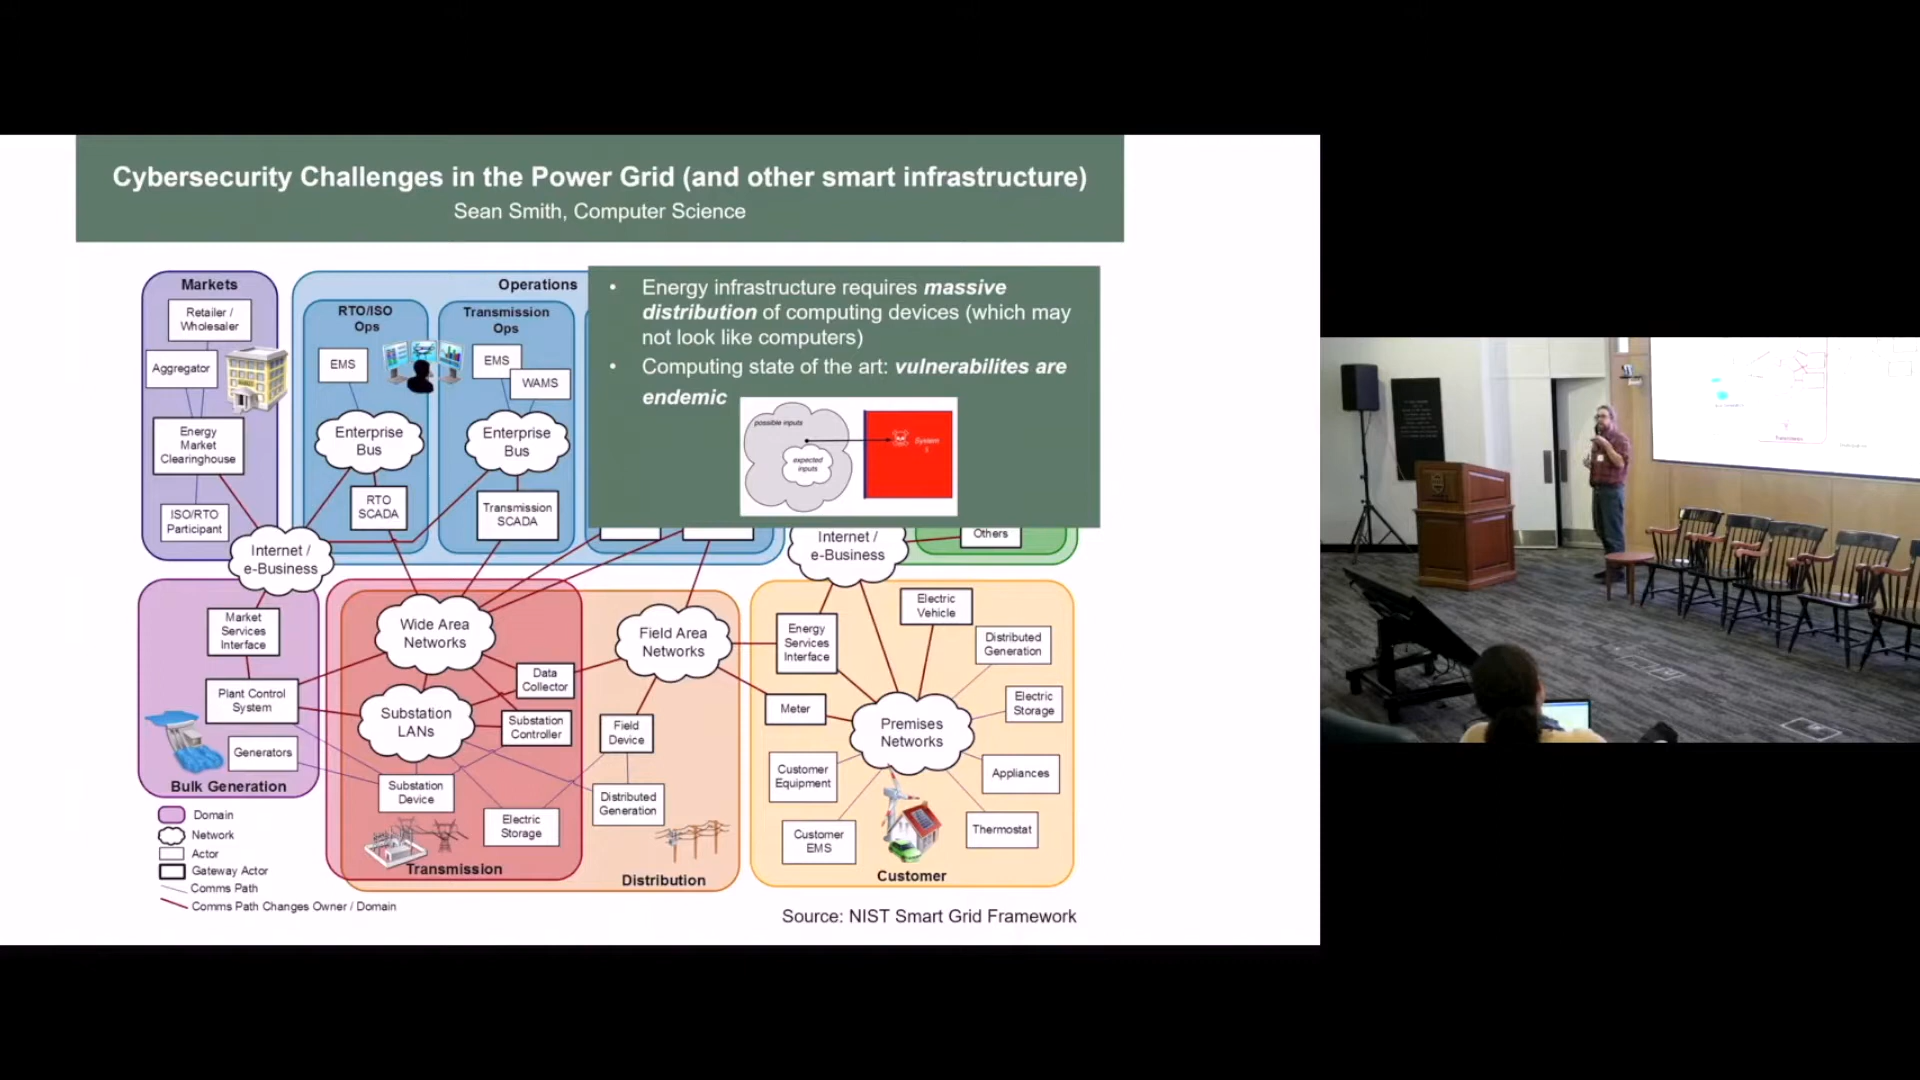 Cybersecurity Challenges in the Power Grid (and other smart infrastructure)
Sean Smith, Computer Science
Markets
Retailer /
Wholesaler
Aggregator
Energy
Market
Clearinghouse
ISO/RTO
Participant
Operations
RTO/ISO
Ops
EMS
Enterprise
Bus
RTO
SCADA
Transmission
Ops
EMS
WAMS
Enterprise
Bus
Transmission
SCADA
• Energy infrastructure requires massive
distribution of computing devices (which may
not look like computers)
• Computing state of the art: vulnerabilites are
endemic
possible inputs
expected
inputs
System
Internet /
e-Business
Internet /
e-Business
Others
Market
Services
Interface
Plant Control
System
Generators
Bulk Generation
Wide Area
Networks
Substation
LANs
Data
Collector
Substation
Controller
Substation
Device
Electric
Storage
Transmission
Field Area
Networks
Field
Device
Distributed
Generation
Distribution
Energy
Services
Interface
Meter
Electric
Vehicle
Distributed
Generation
Electric
Storage
Premises
Networks
Customer
Equipment
Appliances
Customer
EMS
Thermostat
Customer
Domain
Network
Actor
Gateway Actor
Comms Path
Comms Path Changes Owner / Domain
Source: NIST Smart Grid Framework